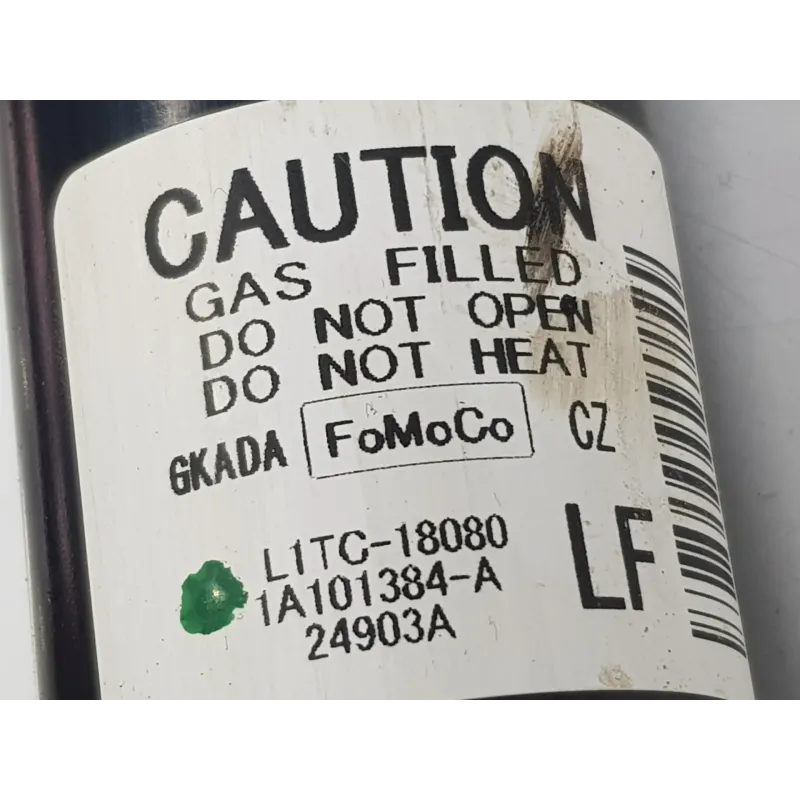 CAUTION
GAS FILLED
DO NOT OPEN
DO NOT HEAT
GKADA FoMoCo CZ
L1TC-18080 LF
1A101384-A
24903A